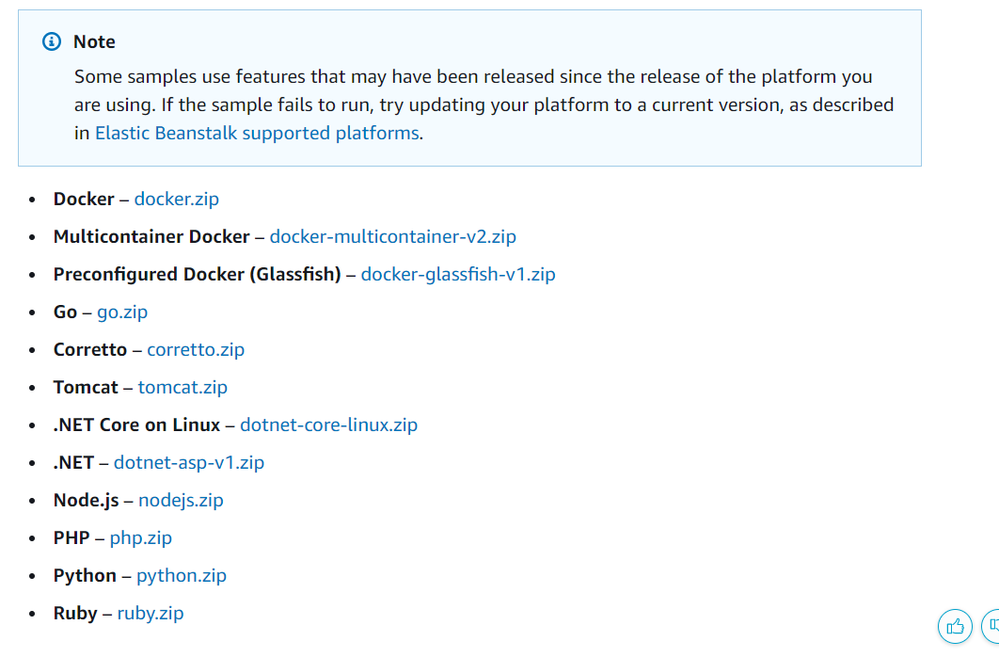 Note
Some samples use features that may have been released since the release of the platform you
are using. If the sample fails to run, try updating your platform to a current version, as described
in Elastic Beanstalk supported platforms.
• Docker – docker.zip
• Multicontainer Docker – docker-multicontainer-v2.zip
• Preconfigured Docker (Glassfish) – docker-glassfish-v1.zip
• Go – go.zip
• Corretto – corretto.zip
• Tomcat – tomcat.zip
• .NET Core on Linux – dotnet-core-linux.zip
• .NET – dotnet-asp-v1.zip
• Node.js – nodejs.zip
• PHP – php.zip
• Python – python.zip
• Ruby – ruby.zip